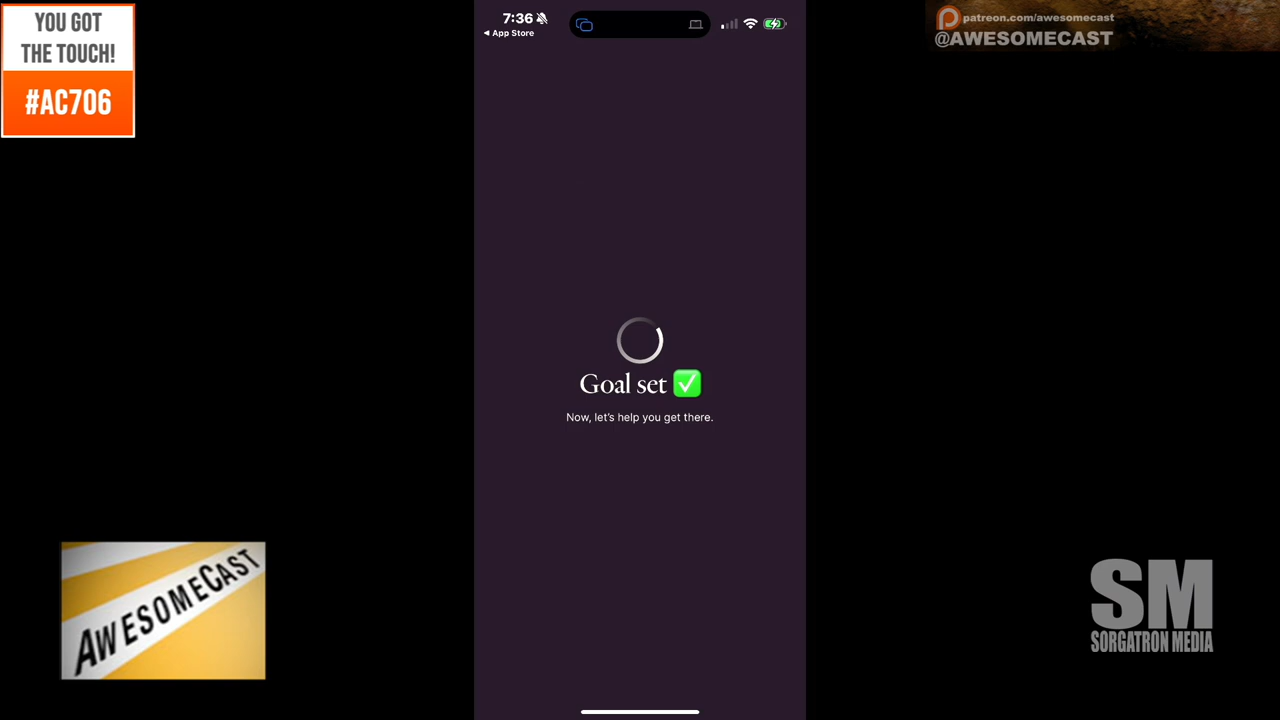 YOU GOT
THE TOUCH!
#AC706
7:36
◀ App Store
patreon.com/awesomecast
@AWESOMECAST
Goal set ✅
Now, let's help you get there.
AWESOMECAST
SM
SORGATRON MEDIA